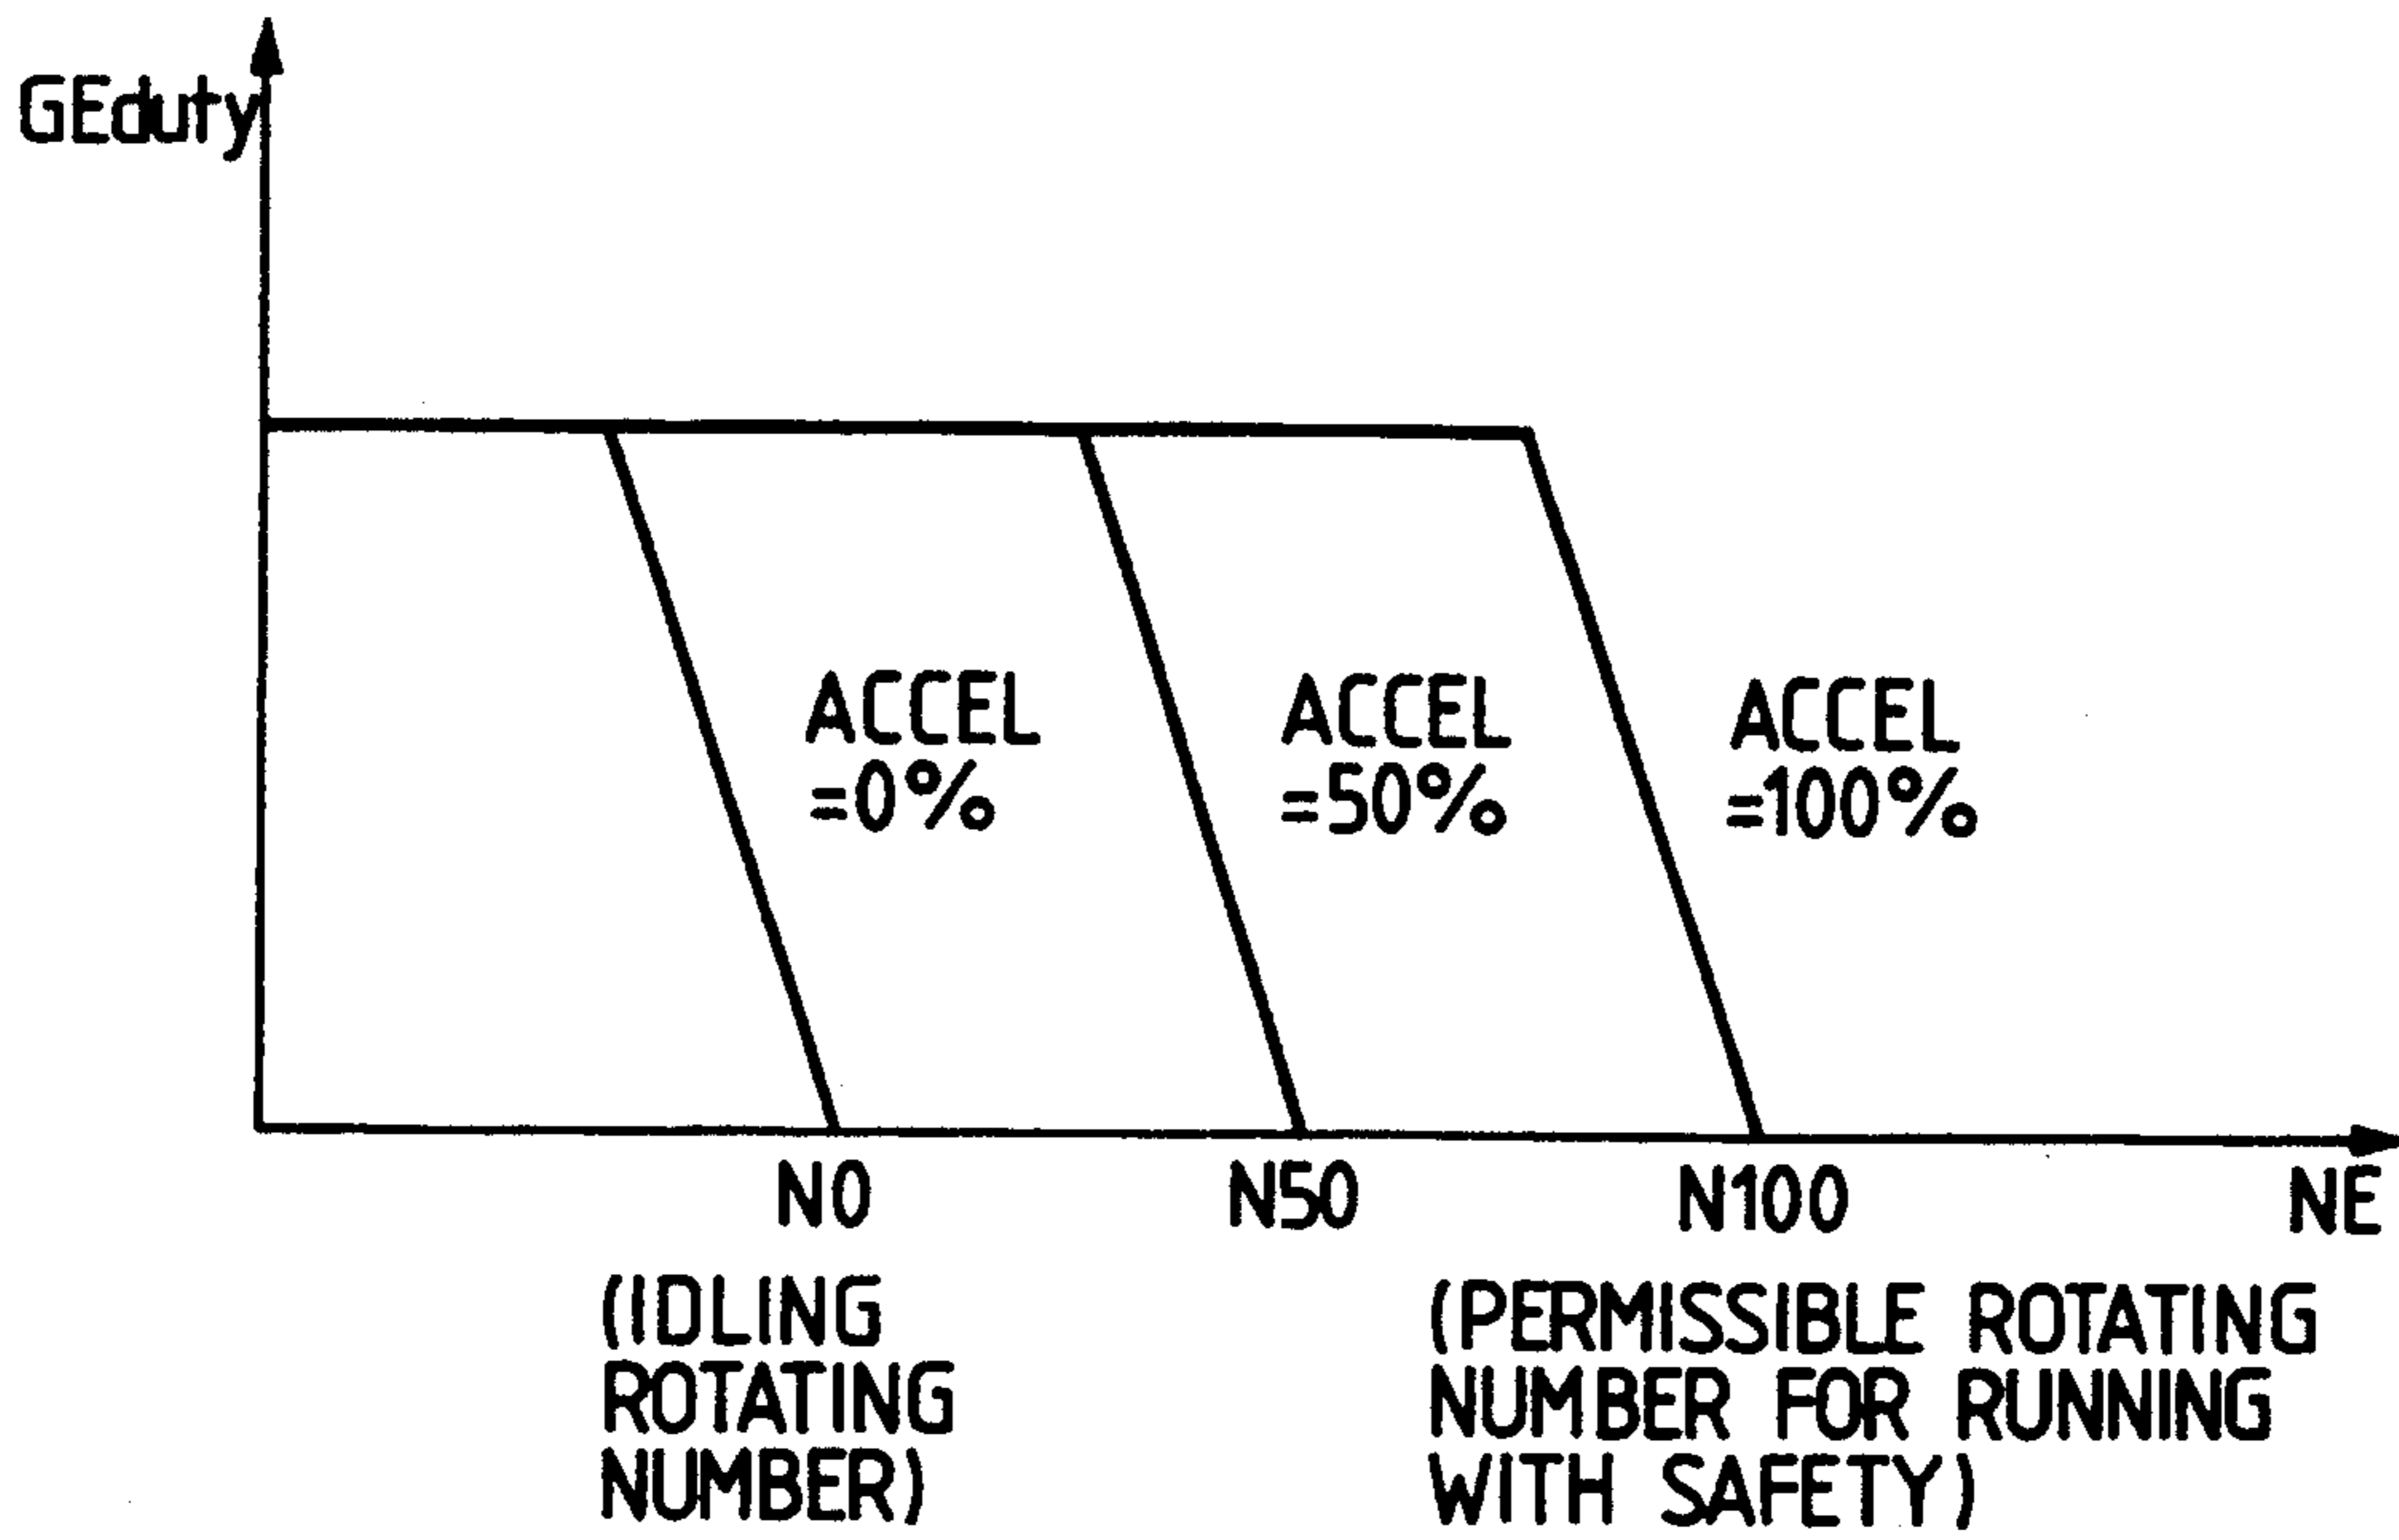 GEduty
ACCEL
=0%
ACCEL
=50%
ACCEL
=100%
N0
N50
N100
NE
(IDLING
ROTATING
NUMBER)
(PERMISSIBLE ROTATING
NUMBER FOR RUNNING
WITH SAFETY)